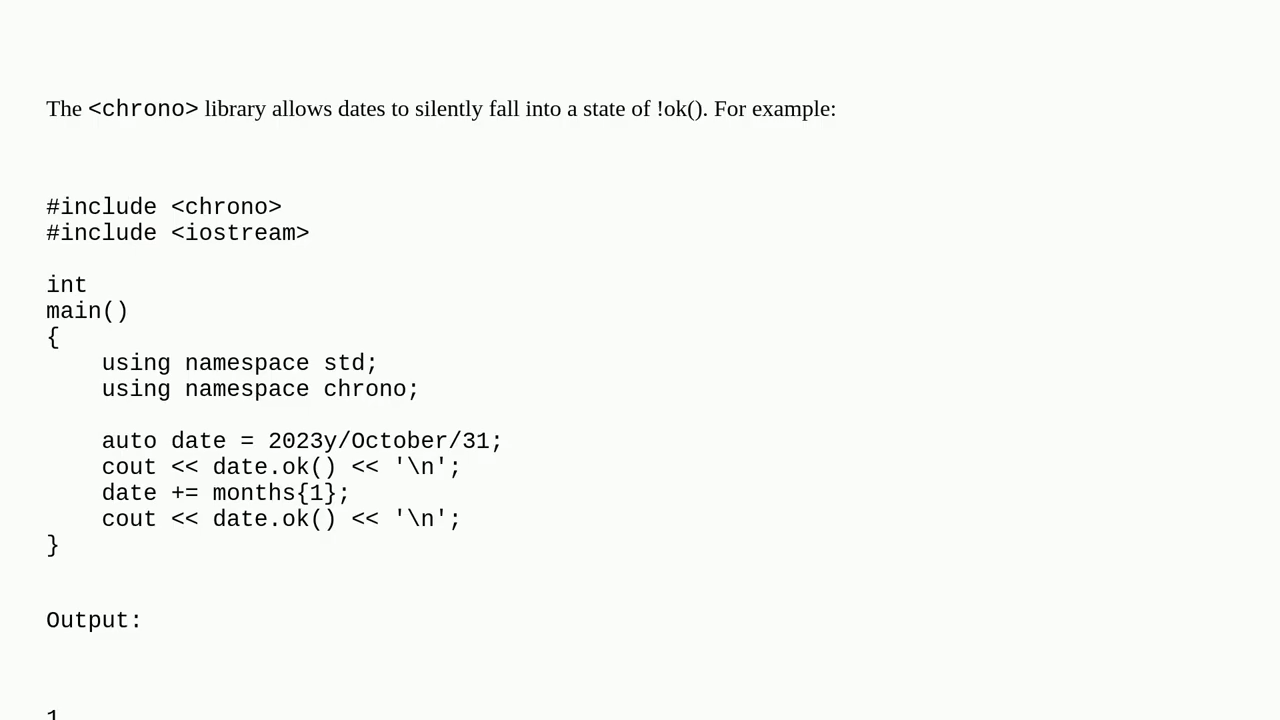 The <chrono> library allows dates to silently fall into a state of !ok(). For example:
#include <chrono>
#include <iostream>
int
main()
{
    using namespace std;
    using namespace chrono;
    auto date = 2023y/October/31;
    cout << date.ok() << '\n';
    date += months{1};
    cout << date.ok() << '\n';
}
Output:
1